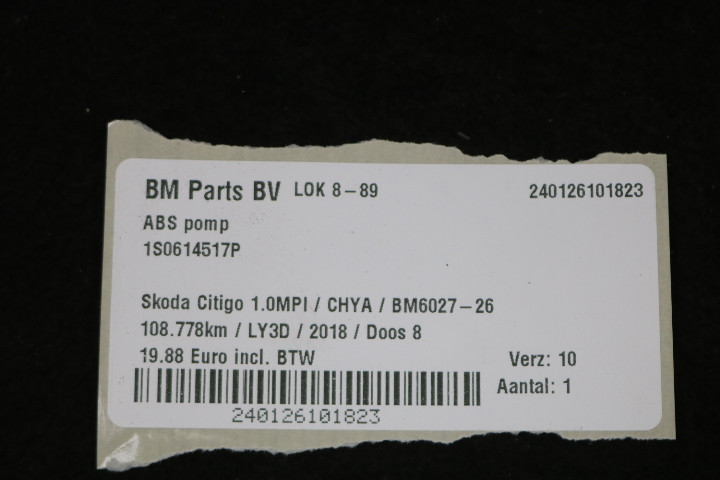 BM Parts BV LOK 8-89 240126101823
ABS pomp
1S0614517P
Skoda Citigo 1.0MPI / CHYA / BM6027-26
108.778km / LY3D / 2018 / Doos 8
19.88 Euro incl. BTW Verz: 10
Aantal: 1
240126101823